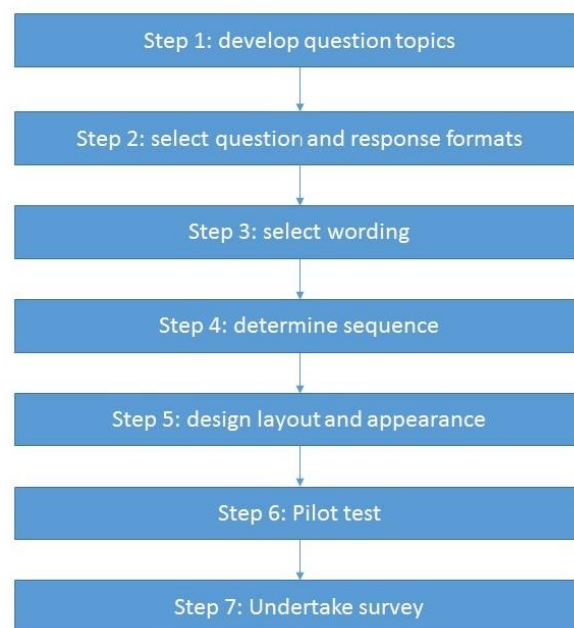 Step 1: develop question topics
Step 2: select question and response formats
Step 3: select wording
Step 4: determine sequence
Step 5: design layout and appearance
Step 6: Pilot test
Step 7: Undertake survey